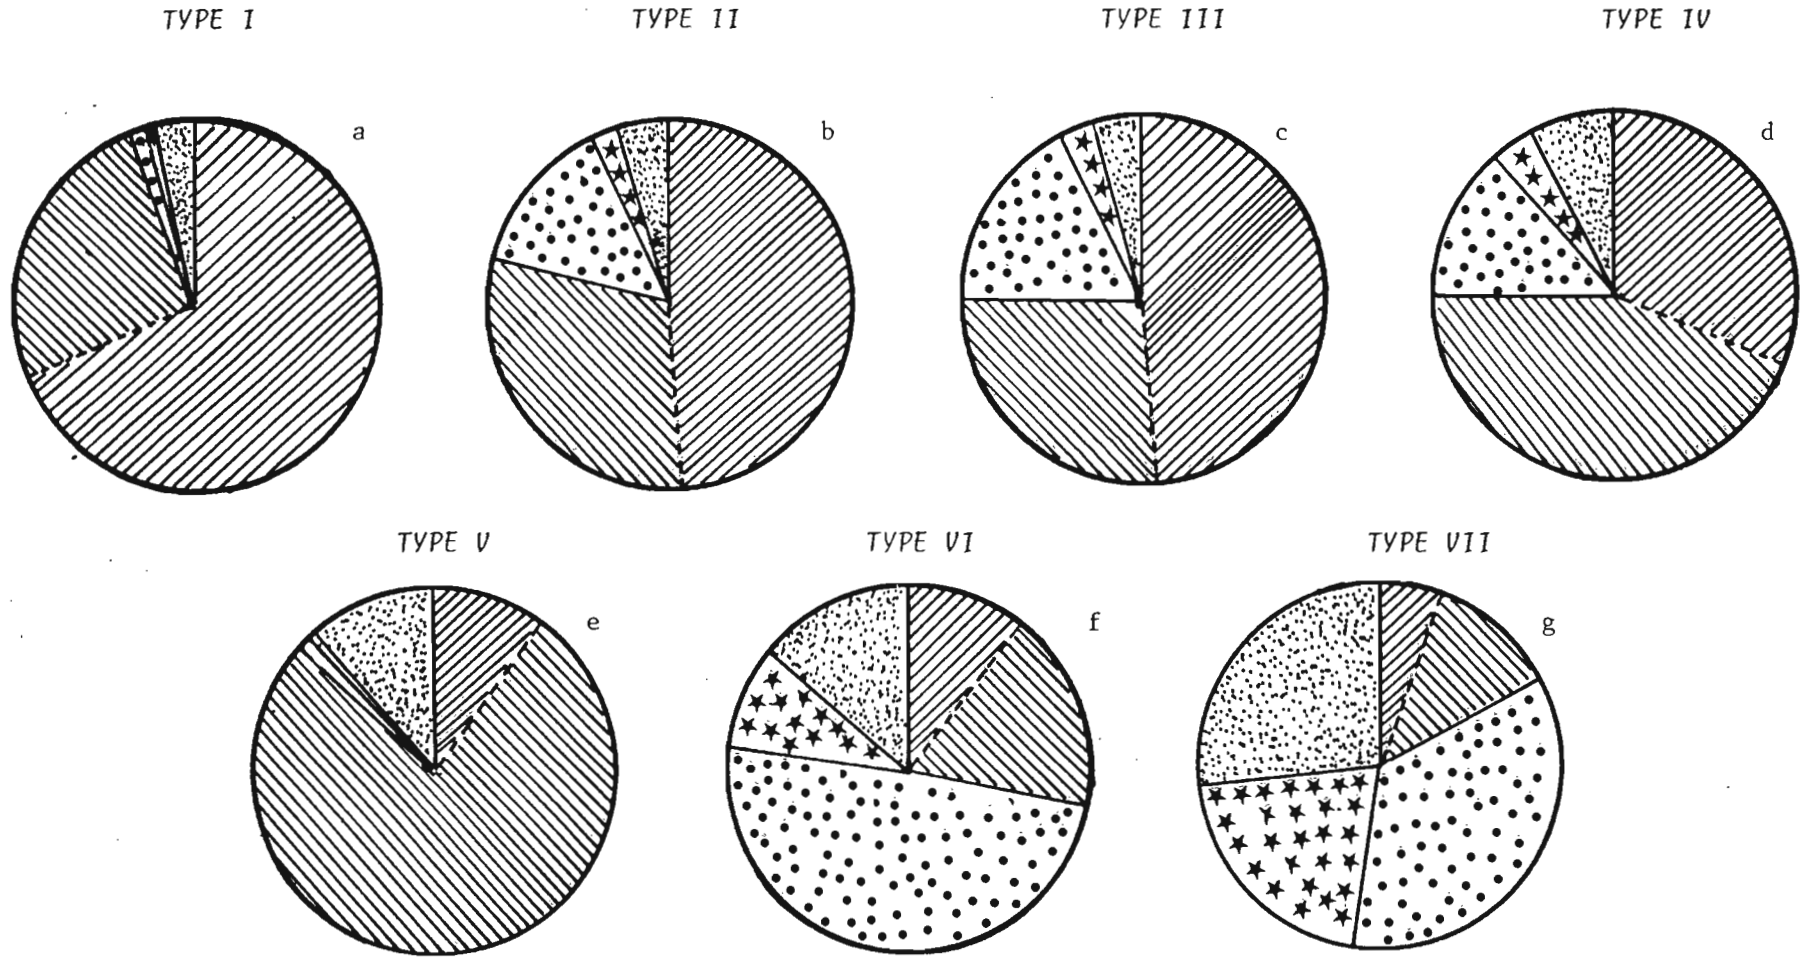 TYPE I TYPE II TYPE III TYPE IV
a b c d
TYPE V TYPE VI TYPE VII
e f g